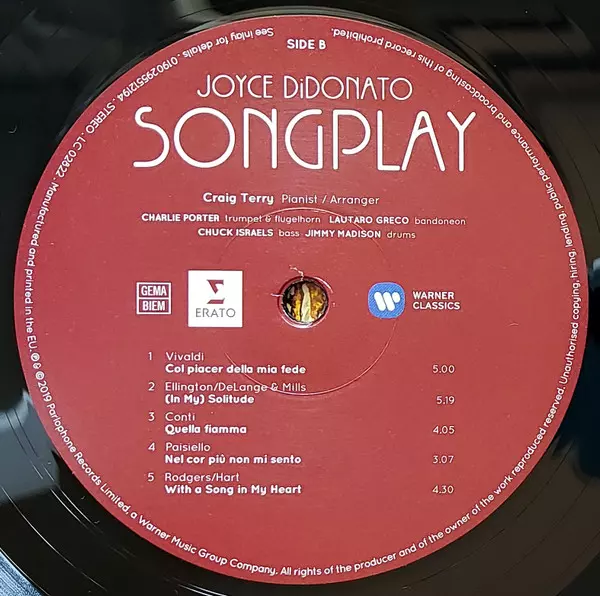 SIDE B
JOYCE DiDONATO
SONGPLAY
Craig Terry Pianist / Arranger
CHARLIE PORTER trumpet & flugelhorn LAUTARO GRECO bandoneon
CHUCK ISRAELS bass JIMMY MADISON drums
GEMA
BIEM
ERATO
WARNER
CLASSICS
1 Vivaldi
Col piacer della mia fede 5.00
2 Ellington/DeLange & Mills
(In My) Solitude 5.19
3 Conti
Quella fiamma 4.05
4 Paisiello
Nel cor più non mi sento 3.07
5 Rodgers/Hart
With a Song in My Heart 4.30
See inlay for details . 0190295512194 . STEREO . LC 02822 . Manufactured and printed in the EU. ℗ © 2019 Parlophone Records Limited, a Warner Music Group Company. All rights of the producer and of the owner of the work reproduced reserved. Unauthorised copying, hiring, lending, public performance and broadcasting of this record prohibited.